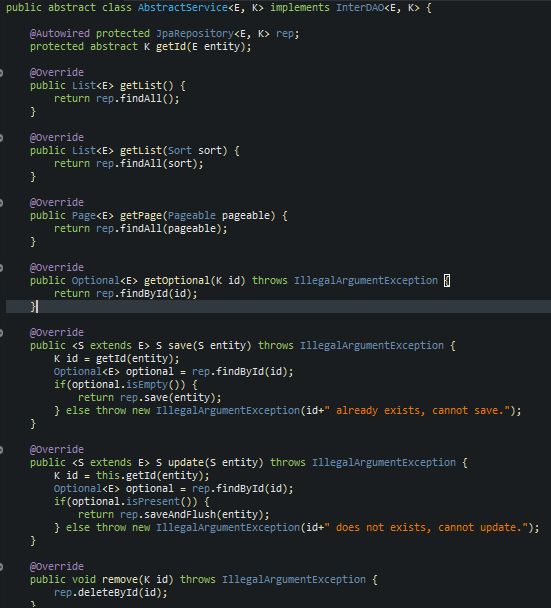 public abstract class AbstractService<E, K> implements InterDAO<E, K> {
@Autowired protected JpaRepository<E, K> rep;
protected abstract K getId(E entity);
@Override
public List<E> getList() {
return rep.findAll();
}
@Override
public List<E> getList(Sort sort) {
return rep.findAll(sort);
}
@Override
public Page<E> getPage(Pageable pageable) {
return rep.findAll(pageable);
}
@Override
public Optional<E> getOptional(K id) throws IllegalArgumentException {
return rep.findById(id);
}
@Override
public <S extends E> S save(S entity) throws IllegalArgumentException {
K id = getId(entity);
Optional<E> optional = rep.findById(id);
if(optional.isEmpty()) {
return rep.save(entity);
} else throw new IllegalArgumentException(id+" already exists, cannot save.");
}
@Override
public <S extends E> S update(S entity) throws IllegalArgumentException {
K id = this.getId(entity);
Optional<E> optional = rep.findById(id);
if(optional.isPresent()) {
return rep.saveAndFlush(entity);
} else throw new IllegalArgumentException(id+" does not exists, cannot update.");
}
@Override
public void remove(K id) throws IllegalArgumentException {
rep.deleteById(id);
}